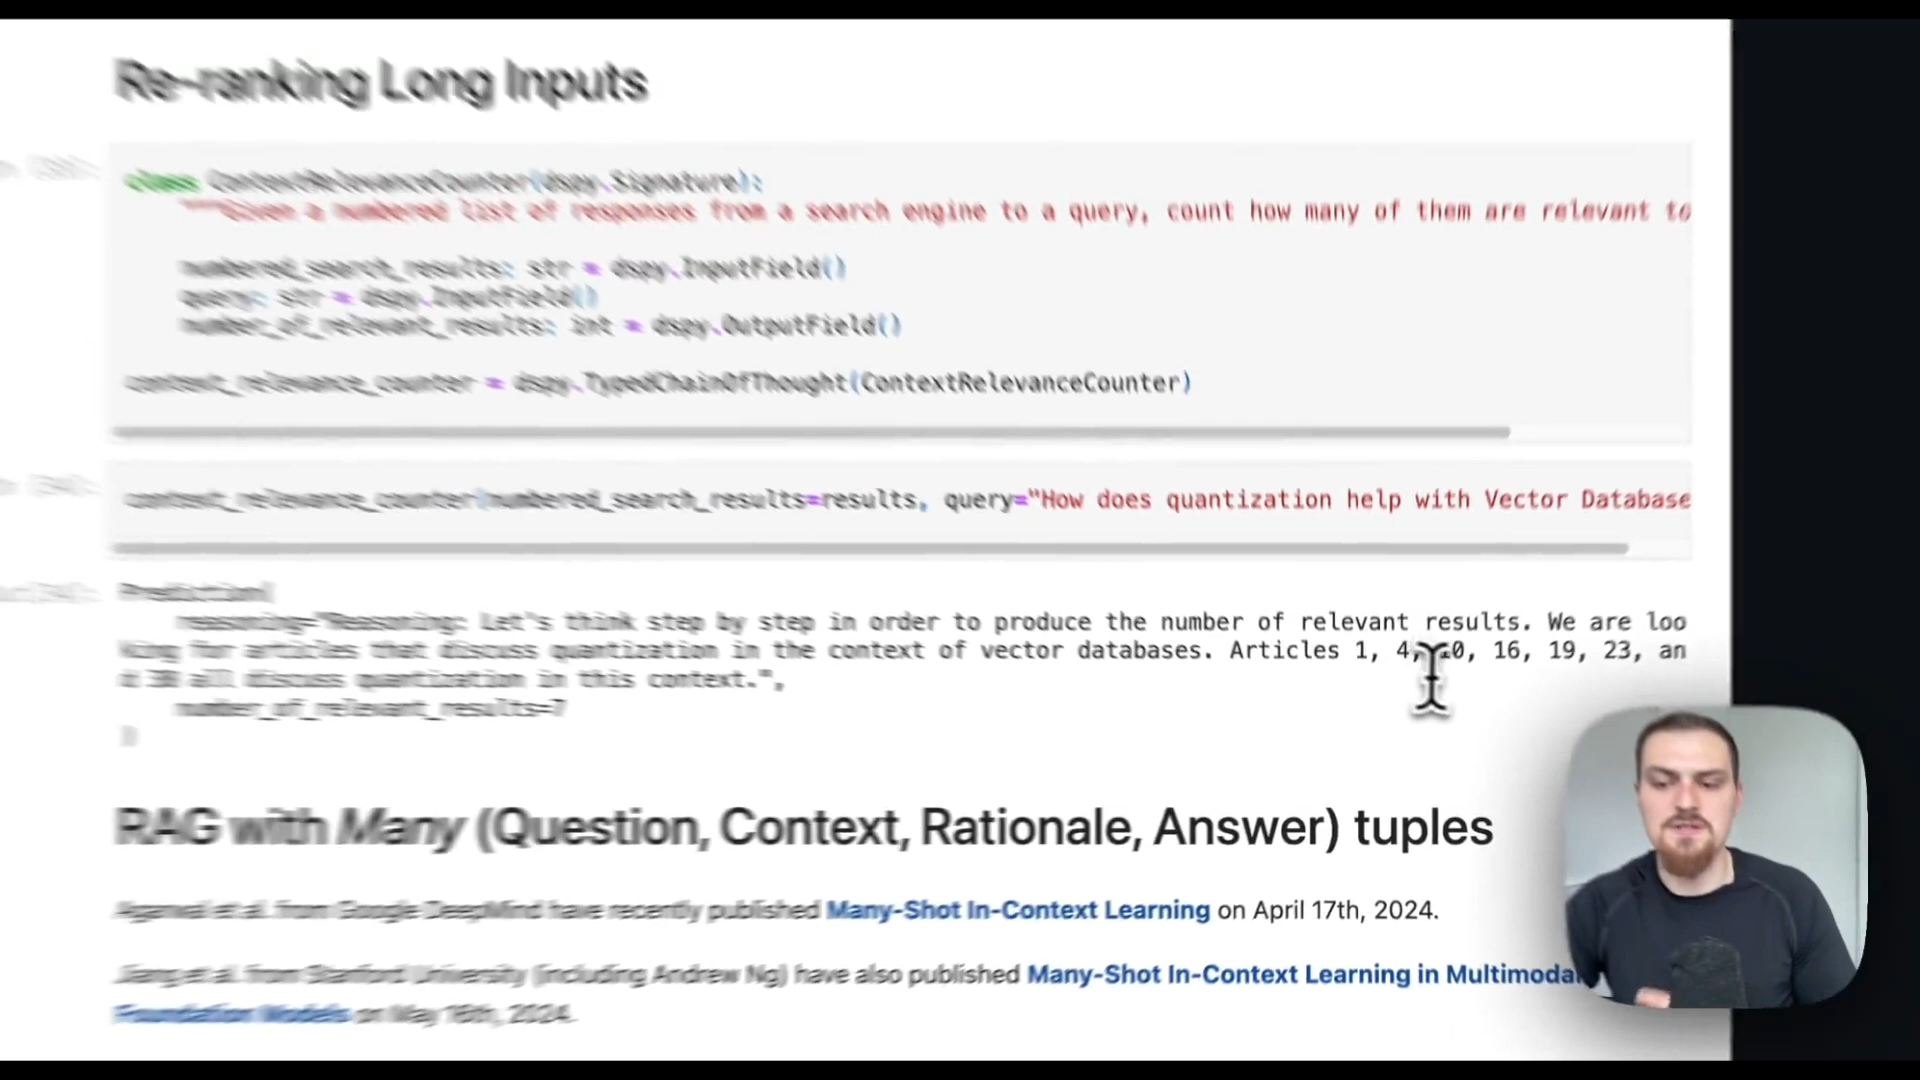 Re-ranking Long Inputs
class ContextRelevanceCounter(dspy.Signature):
"""Given a numbered list of responses from a search engine to a query, count how many of them are relevant to
numbered_search_results: str = dspy.InputField()
query: str = dspy.InputField()
number_of_relevant_results: int = dspy.OutputField()
context_relevance_counter = dspy.TypedChainOfThought(ContextRelevanceCounter)
context_relevance_counter(numbered_search_results=results, query="How does quantization help with Vector Database
Prediction(
reasoning="Reasoning: Let's think step by step in order to produce the number of relevant results. We are loo
king for articles that discuss quantization in the context of vector databases. Articles 1, 4, 10, 16, 19, 23, an
d 38 all discuss quantization in this context.",
number_of_relevant_results=7
)
RAG with Many (Question, Context, Rationale, Answer) tuples
Agarwal et al. from Google DeepMind have recently published Many-Shot In-Context Learning on April 17th, 2024.
Jiang et al. from Stanford University (including Andrew Ng) have also published Many-Shot In-Context Learning in Multimodal
Foundation Models on May 16th, 2024.